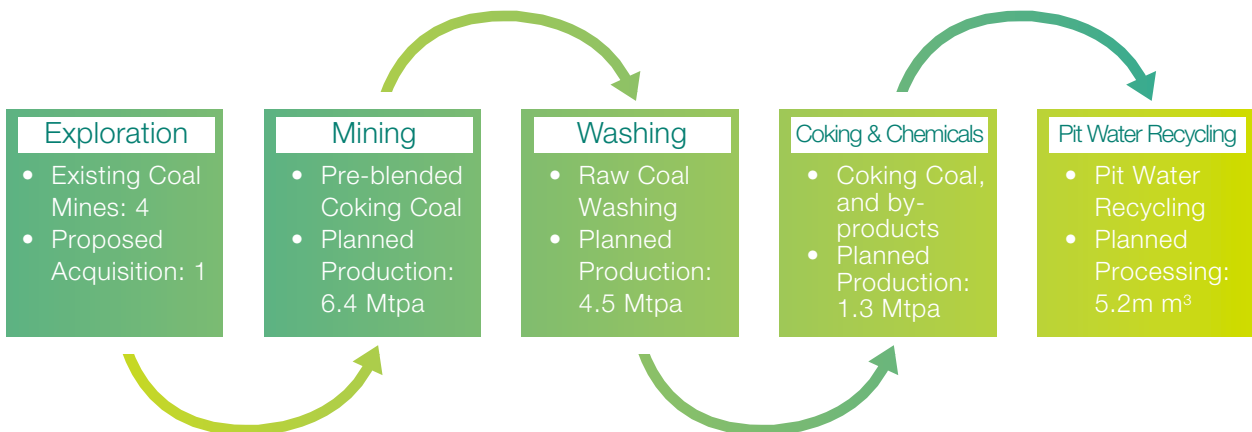 Exploration
• Existing Coal
Mines: 4
• Proposed
Acquisition: 1
Mining
• Pre-blended
Coking Coal
• Planned
Production:
6.4 Mtpa
Washing
• Raw Coal
Washing
• Planned
Production:
4.5 Mtpa
Coking & Chemicals
• Coking Coal,
and by-
products
• Planned
Production:
1.3 Mtpa
Pit Water Recycling
• Pit Water
Recycling
• Planned
Processing:
5.2m m³